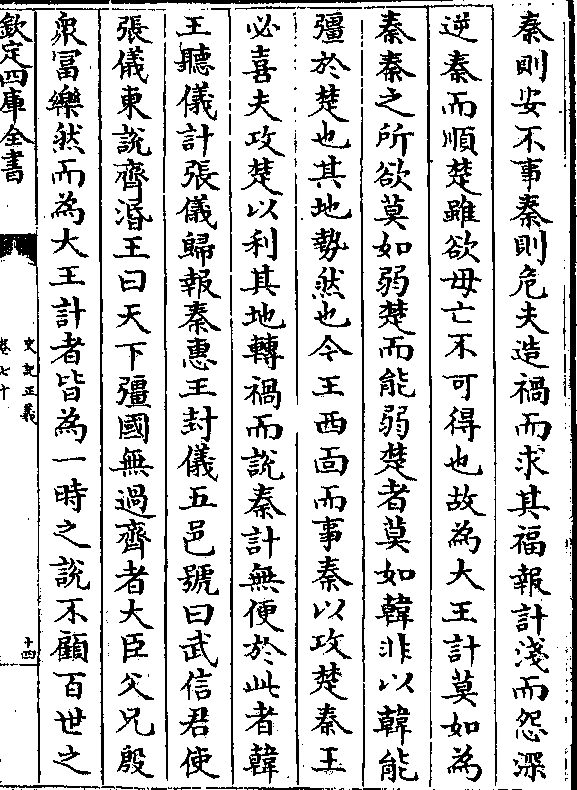 秦則安不事秦則危夫造禍而求其福報計淺而怨深
逆秦而順楚雖欲毋亡不可得也故為大王計莫如為
秦秦之所欲莫如弱楚而能弱楚者莫如韓非以韓能
彊於楚也其地勢然也今王西面而事秦以攻楚秦王
必喜夫攻楚以利其地轉禍而說秦計無便於此者韓
王聽儀計張儀歸報秦惠王封儀五邑號曰武信君使
張儀東說齊湣王曰天下彊國無過齊者大臣父兄殷
衆冨樂然而為大王計者皆為一時之說不顧百世之
欽定四庫全書
史記正義
卷七十
十四